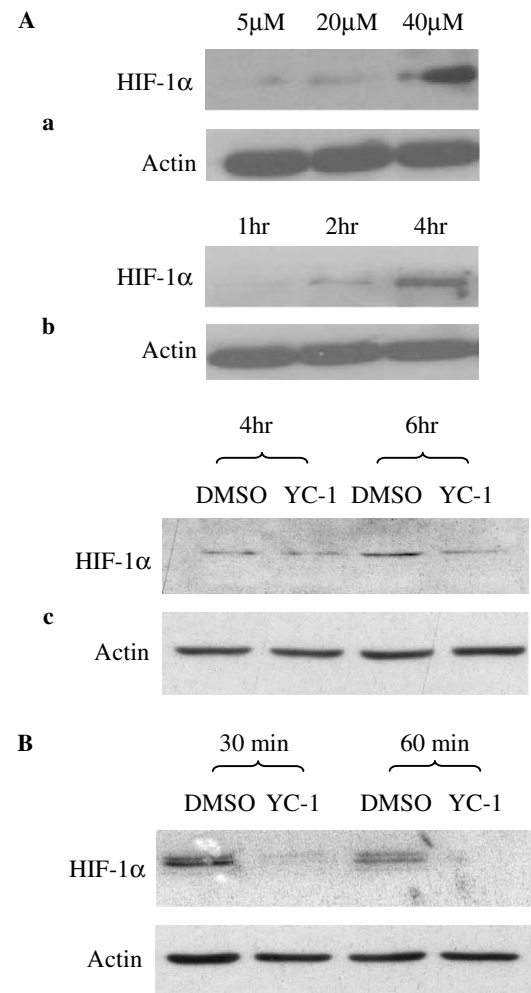 A
5µM 20µM 40µM
HIF-1α
a
Actin
1hr 2hr 4hr
HIF-1α
b
Actin
4hr 6hr
DMSO YC-1 DMSO YC-1
HIF-1α
c
Actin
B
30 min 60 min
DMSO YC-1 DMSO YC-1
HIF-1α
Actin